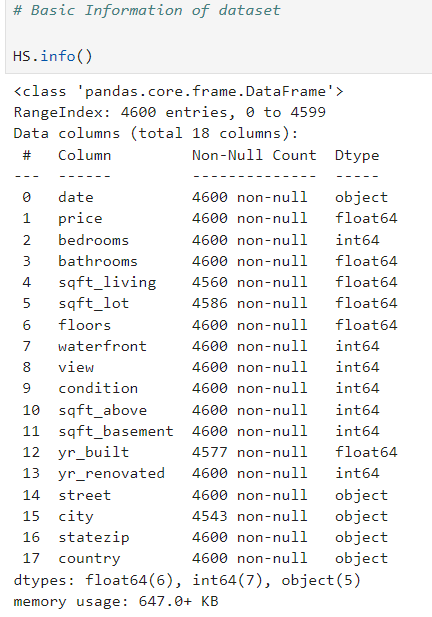 # Basic Information of dataset
HS.info()
<class 'pandas.core.frame.DataFrame'>
RangeIndex: 4600 entries, 0 to 4599
Data columns (total 18 columns):
 #   Column         Non-Null Count  Dtype
---  ------         --------------  -----
 0   date           4600 non-null   object
 1   price          4600 non-null   float64
 2   bedrooms       4600 non-null   int64
 3   bathrooms      4600 non-null   float64
 4   sqft_living    4560 non-null   float64
 5   sqft_lot       4586 non-null   float64
 6   floors         4600 non-null   float64
 7   waterfront     4600 non-null   int64
 8   view           4600 non-null   int64
 9   condition      4600 non-null   int64
 10  sqft_above     4600 non-null   int64
 11  sqft_basement  4600 non-null   int64
 12  yr_built       4577 non-null   float64
 13  yr_renovated   4600 non-null   int64
 14  street         4600 non-null   object
 15  city           4543 non-null   object
 16  statezip       4600 non-null   object
 17  country        4600 non-null   object
dtypes: float64(6), int64(7), object(5)
memory usage: 647.0+ KB